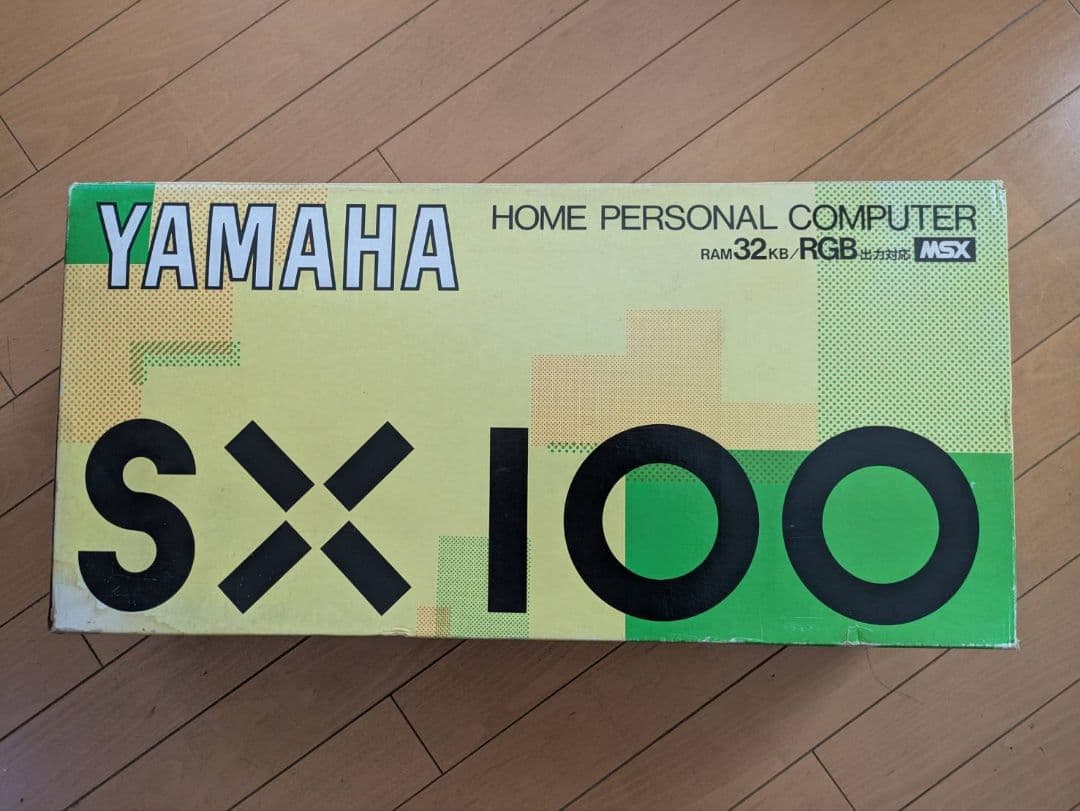 YAMAHA
HOME PERSONAL COMPUTER
RAM32KB/RGB出力対応 MSX
SX100